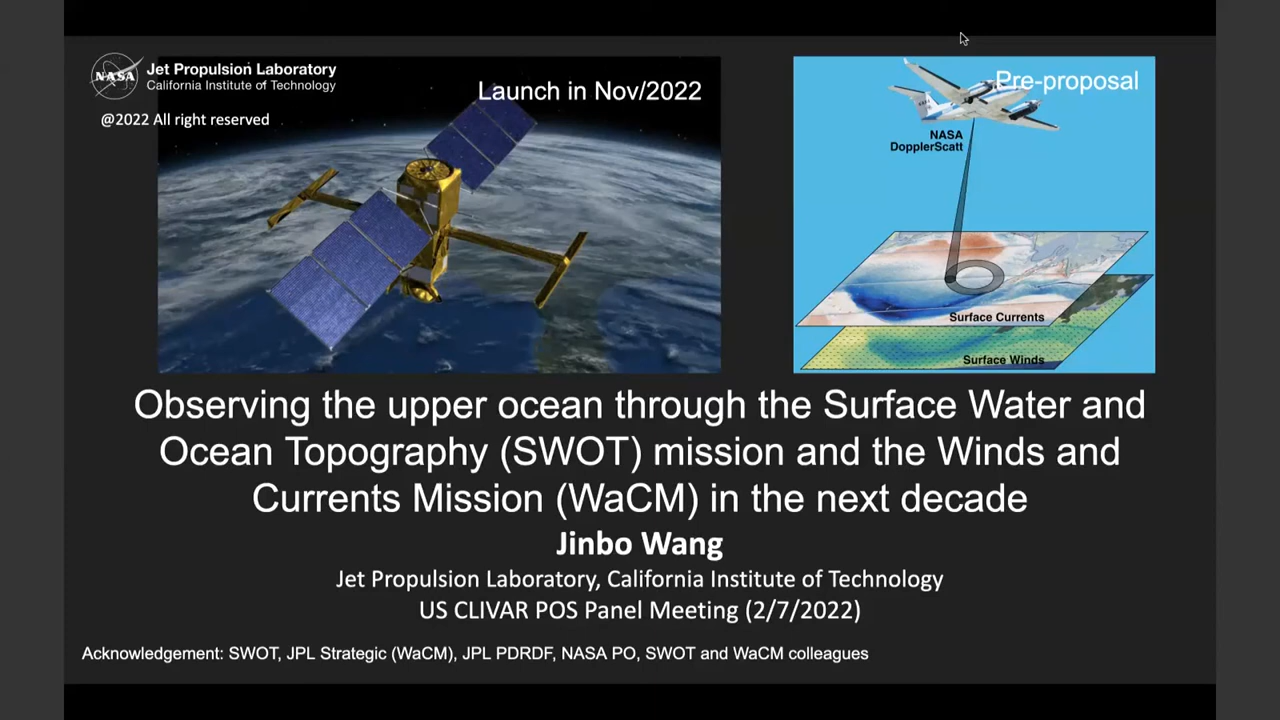 NASA
Jet Propulsion Laboratory
California Institute of Technology
@2022 All right reserved
Launch in Nov/2022
Pre-proposal
NASA
DopplerScatt
Surface Currents
Surface Winds
Observing the upper ocean through the Surface Water and
Ocean Topography (SWOT) mission and the Winds and
Currents Mission (WaCM) in the next decade
Jinbo Wang
Jet Propulsion Laboratory, California Institute of Technology
US CLIVAR POS Panel Meeting (2/7/2022)
Acknowledgement: SWOT, JPL Strategic (WaCM), JPL PDRDF, NASA PO, SWOT and WaCM colleagues